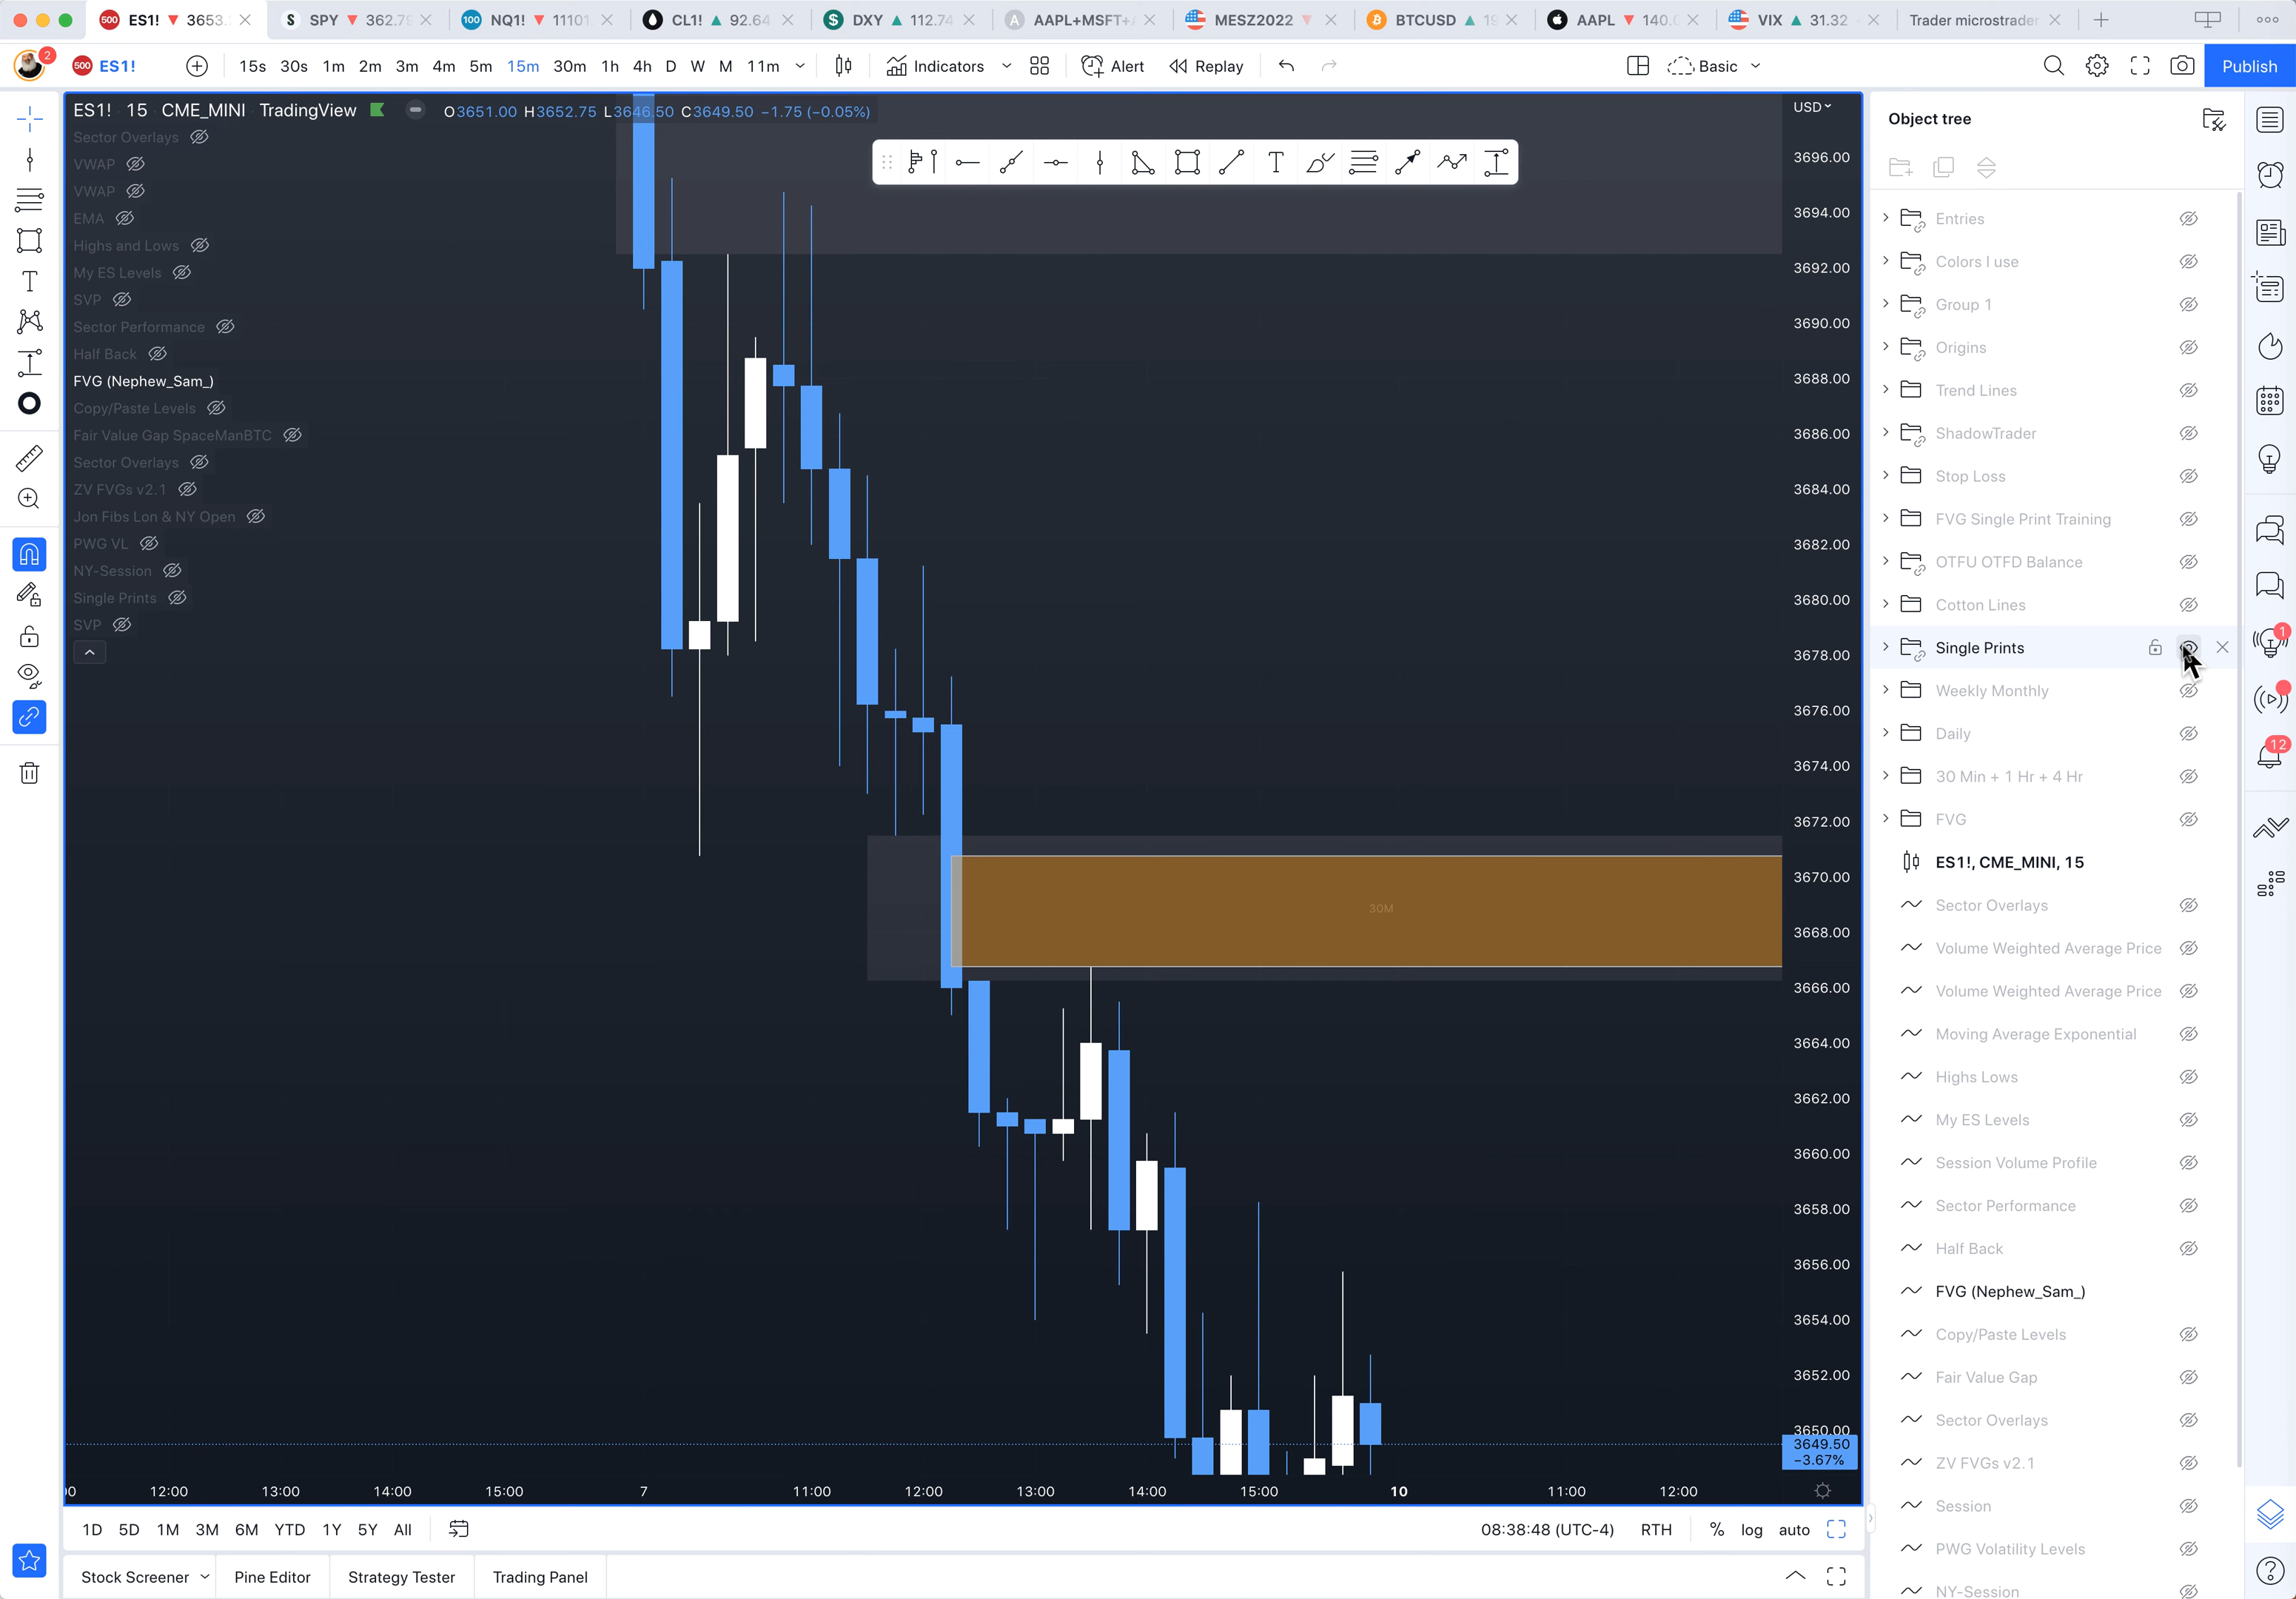 500 ES1! ▼ 3653.
S SPY ▼ 362.79
100 NQ1! ▼ 11101
CL1! ▲ 92.64
$ DXY ▲ 112.74
A AAPL+MSFT+
MESZ2022 ▼
BTCUSD ▲ 19
AAPL ▼ 140.
VIX ▲ 31.32
Trader microstrader
2
500 ES1!
15s 30s 1m 2m 3m 4m 5m 15m 30m 1h 4h D W M 11m
Indicators
Alert
Replay
Basic
Publish
ES1! 15 CME_MINI TradingView
O3651.00 H3652.75 L3646.50 C3649.50 −1.75 (−0.05%)
Sector Overlays
VWAP
VWAP
EMA
Highs and Lows
My ES Levels
SVP
Sector Performance
Half Back
FVG (Nephew_Sam_)
Copy/Paste Levels
Fair Value Gap SpaceManBTC
Sector Overlays
ZV FVGs v2.1
Jon Fibs Lon & NY Open
PWG VL
NY-Session
Single Prints
SVP
30M
USD
3696.00
3694.00
3692.00
3690.00
3688.00
3686.00
3684.00
3682.00
3680.00
3678.00
3676.00
3674.00
3672.00
3670.00
3668.00
3666.00
3664.00
3662.00
3660.00
3658.00
3656.00
3654.00
3652.00
3650.00
3649.50
−3.67%
12:00 13:00 14:00 15:00 7 11:00 12:00 13:00 14:00 15:00 10 11:00 12:00
1D 5D 1M 3M 6M YTD 1Y 5Y All
08:38:48 (UTC-4) RTH % log auto
Stock Screener Pine Editor Strategy Tester Trading Panel
Object tree
Entries
Colors I use
Group 1
Origins
Trend Lines
ShadowTrader
Stop Loss
FVG Single Print Training
OTFU OTFD Balance
Cotton Lines
Single Prints
Weekly Monthly
Daily
30 Min + 1 Hr + 4 Hr
FVG
ES1!, CME_MINI, 15
Sector Overlays
Volume Weighted Average Price
Volume Weighted Average Price
Moving Average Exponential
Highs Lows
My ES Levels
Session Volume Profile
Sector Performance
Half Back
FVG (Nephew_Sam_)
Copy/Paste Levels
Fair Value Gap
Sector Overlays
ZV FVGs v2.1
Session
PWG Volatility Levels
NY-Session
1
12